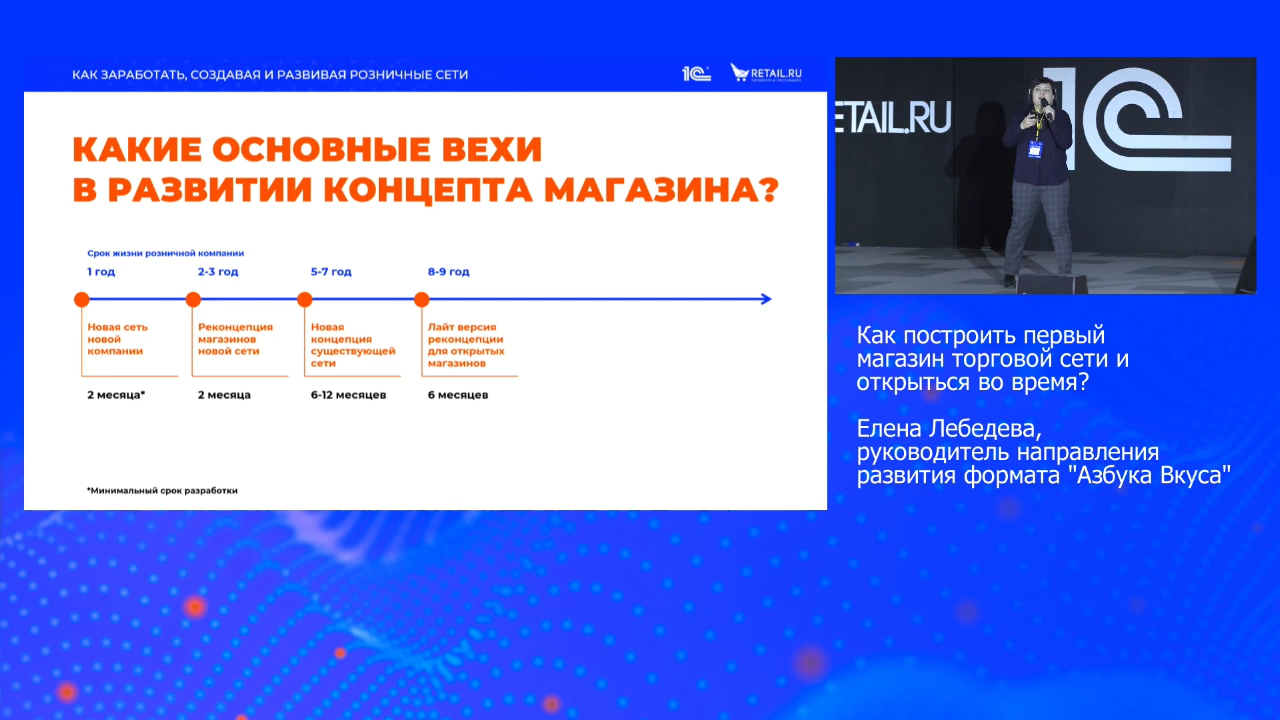 КАК ЗАРАБОТАТЬ, СОЗДАВАЯ И РАЗВИВАЯ РОЗНИЧНЫЕ СЕТИ
1С
RETAIL.RU
КАКИЕ ОСНОВНЫЕ ВЕХИ
В РАЗВИТИИ КОНЦЕПТА МАГАЗИНА?
Срок жизни розничной компании
1 год
2-3 год
5-7 год
8-9 год
Новая сеть
новой
компании
Реконцепция
магазинов
новой сети
Новая
концепция
существующей
сети
Лайт версия
реконцепции
для открытых
магазинов
2 месяца*
2 месяца
6-12 месяцев
6 месяцев
*Минимальный срок разработки
ETAIL.RU
1С
Как построить первый
магазин торговой сети и
открыться во время?
Елена Лебедева,
руководитель направления
развития формата "Азбука Вкуса"